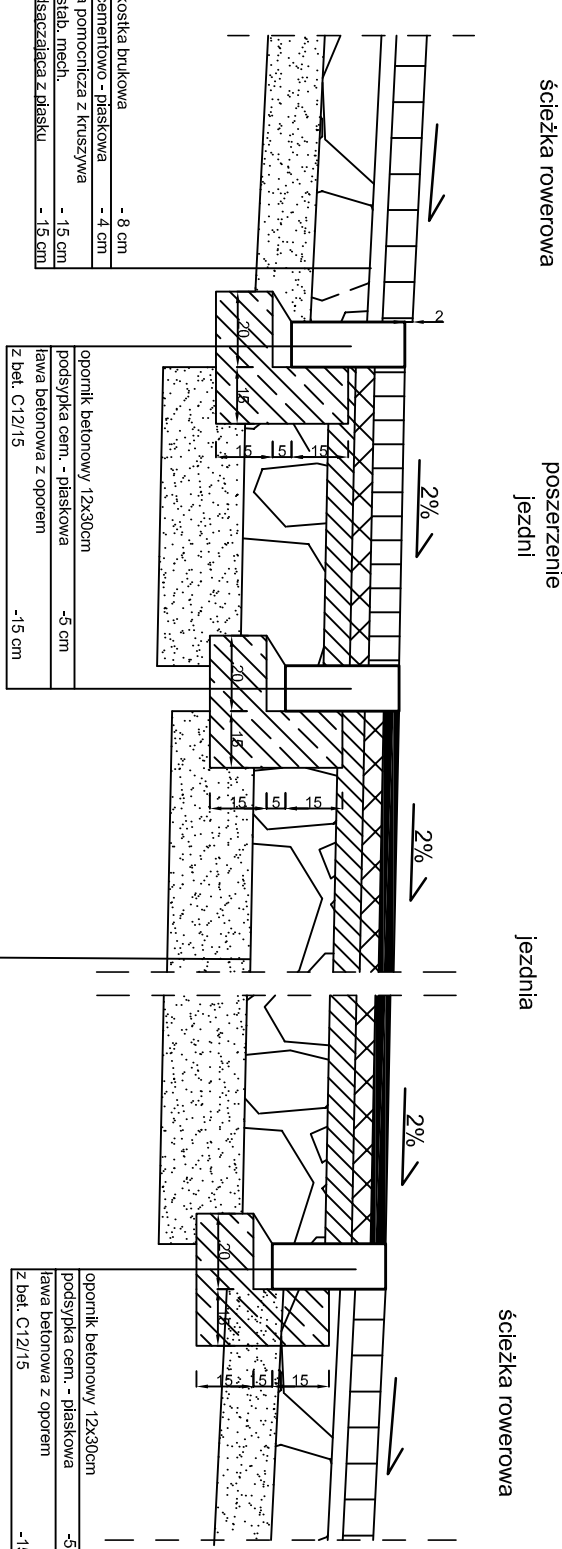 ścieżka rowerowa
poszerzenie
jezdni
jezdnia
ścieżka rowerowa
2%
2%
2%
2
20
15
15 5 15
20
15
15 5 15
20
15
15 5 15
kostka brukowa - 8 cm
cementowo - piaskowa - 4 cm
pomocnicza z kruszywa
stab. mech. - 15 cm
z piasku - 15 cm
opornik betonowy 12x30cm
podsypka cem. - piaskowa -5 cm
ława betonowa z oporem
z bet. C12/15 -15 cm
opornik betonowy 12x30cm
podsypka cem. - piaskowa -5
ława betonowa z oporem
z bet. C12/15